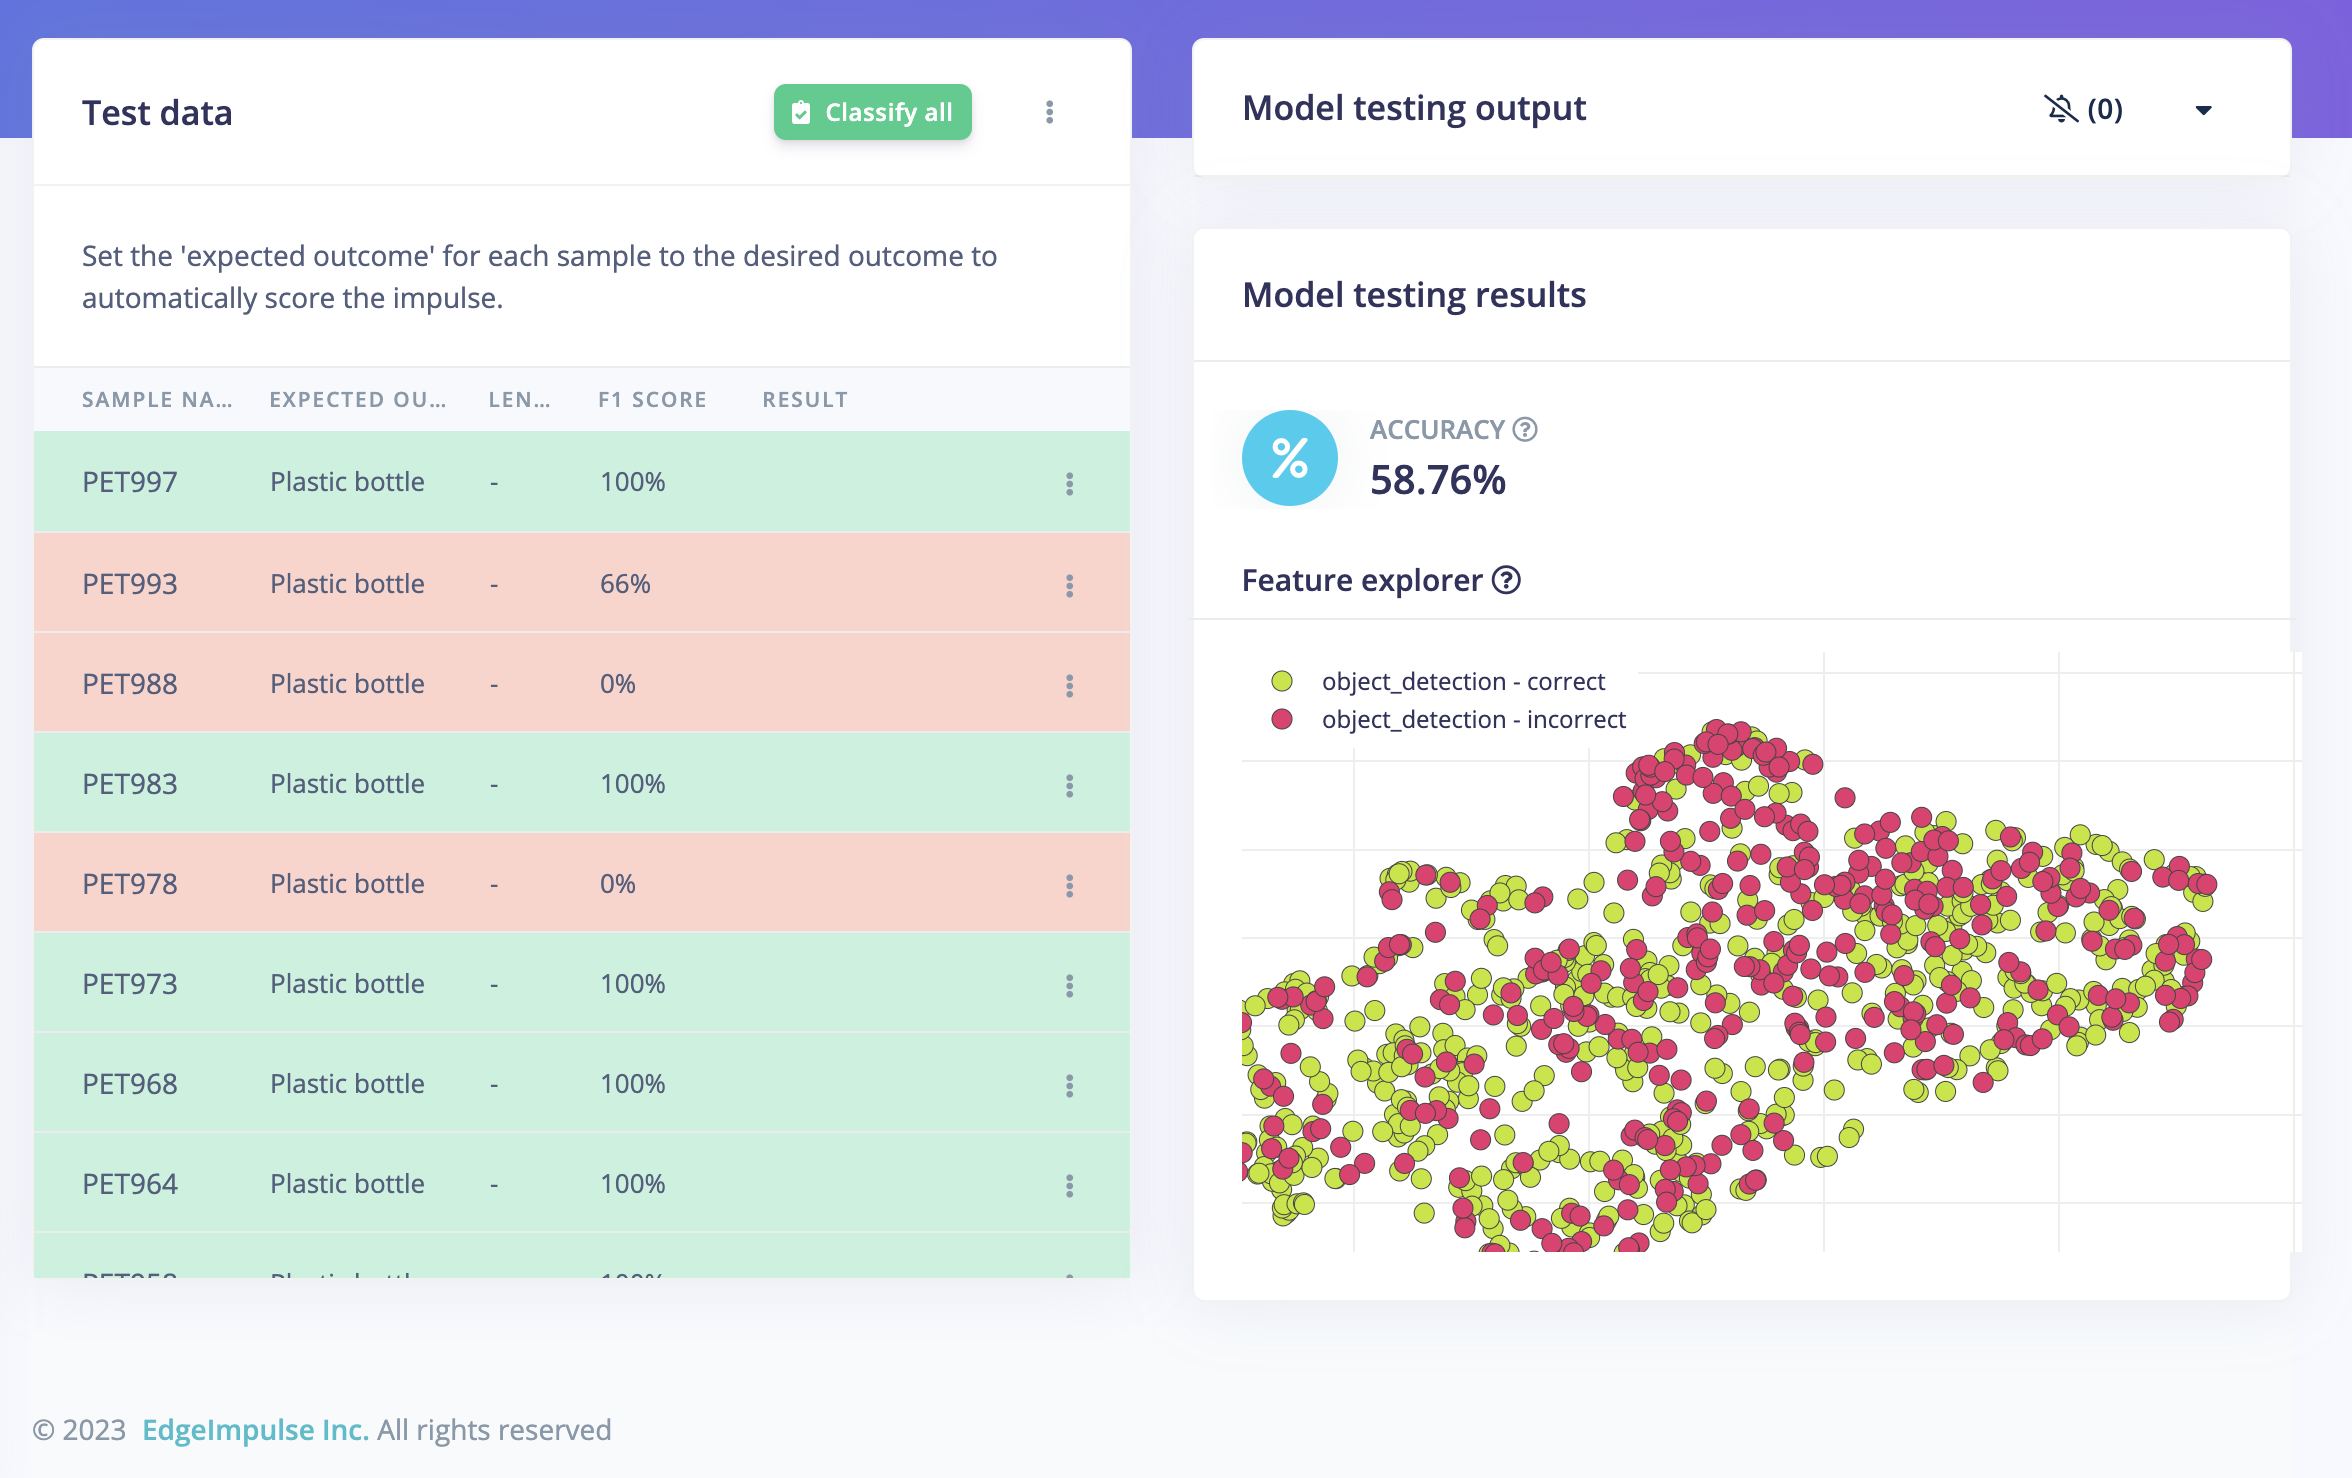 Test data
Classify all
Set the 'expected outcome' for each sample to the desired outcome to
automatically score the impulse.
SAMPLE NA... EXPECTED OU... LEN... F1 SCORE RESULT
PET997 Plastic bottle - 100%
PET993 Plastic bottle - 66%
PET988 Plastic bottle - 0%
PET983 Plastic bottle - 100%
PET978 Plastic bottle - 0%
PET973 Plastic bottle - 100%
PET968 Plastic bottle - 100%
PET964 Plastic bottle - 100%
Model testing output (0)
Model testing results
%
ACCURACY ?
58.76%
Feature explorer ?
object_detection - correct
object_detection - incorrect
© 2023 EdgeImpulse Inc. All rights reserved